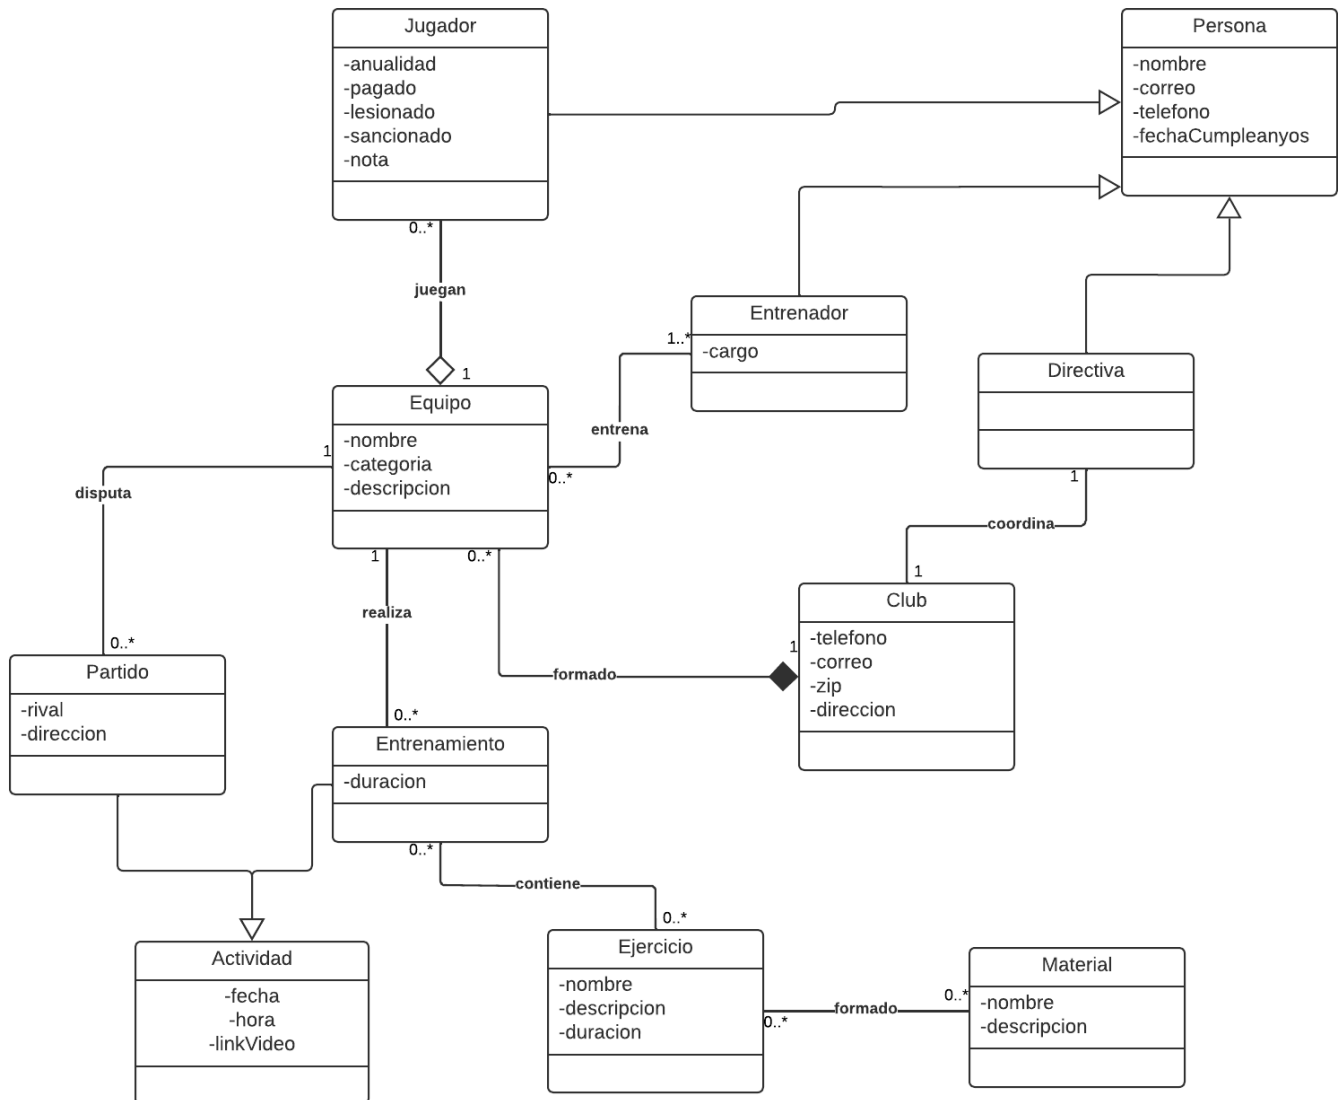 Jugador
-anualidad
-pagado
-lesionado
-sancionado
-nota
0..*
juegan
1
Persona
-nombre
-correo
-telefono
-fechaCumpleanyos
Entrenador
-cargo
1..*
entrena
0..*
Directiva
1
coordina
1
Equipo
-nombre
-categoria
-descripcion
1
disputa
0..*
1
realiza
0..*
0..*
formado
1
Club
-telefono
-correo
-zip
-direccion
Partido
-rival
-direccion
Entrenamiento
-duracion
0..*
contiene
0..*
Actividad
-fecha
-hora
-linkVideo
Ejercicio
-nombre
-descripcion
-duracion
0..*
formado
0..*
Material
-nombre
-descripcion